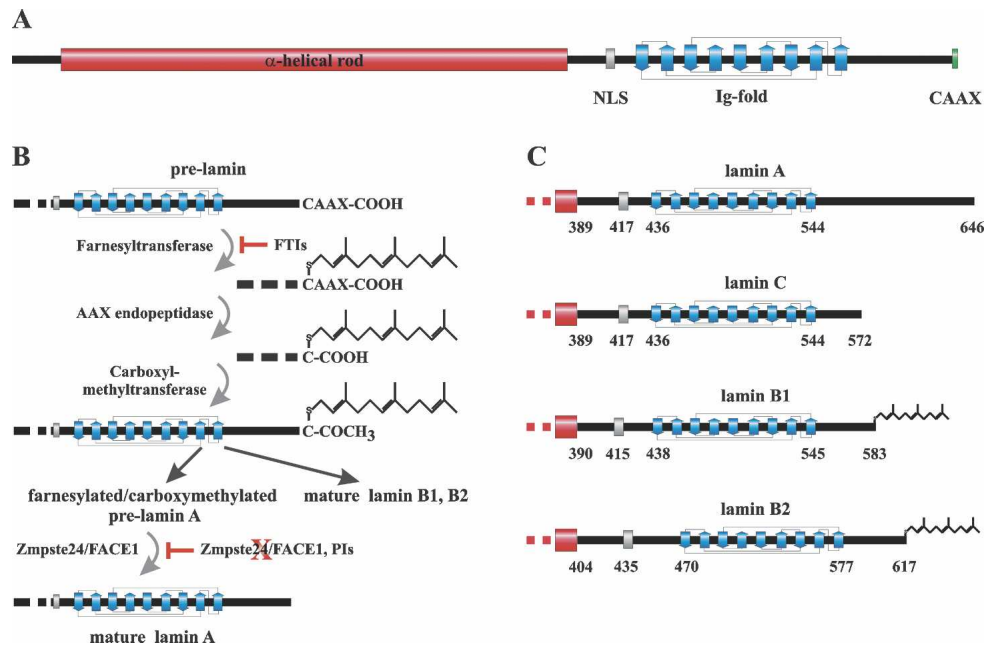 A
α-helical rod
NLS
Ig-fold
CAAX
B
pre-lamin
CAAX-COOH
Farnesyltransferase
FTIs
S
CAAX-COOH
AAX endopeptidase
S
C-COOH
Carboxyl-
methyltransferase
S
C-COCH3
farnesylated/carboxymethylated
pre-lamin A
mature lamin B1, B2
Zmpste24/FACE1
Zmpste24/FACE1, PIs
X
mature lamin A
C
lamin A
389 417 436 544 646
lamin C
389 417 436 544 572
lamin B1
390 415 438 545 583
lamin B2
404 435 470 577 617